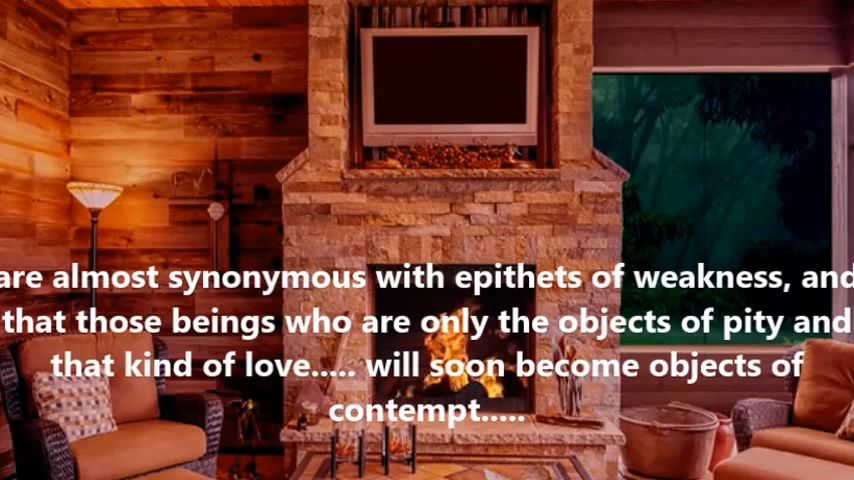 are almost synonymous with epithets of weakness, and
that those beings who are only the objects of pity and
that kind of love..... will soon become objects of
contempt.....